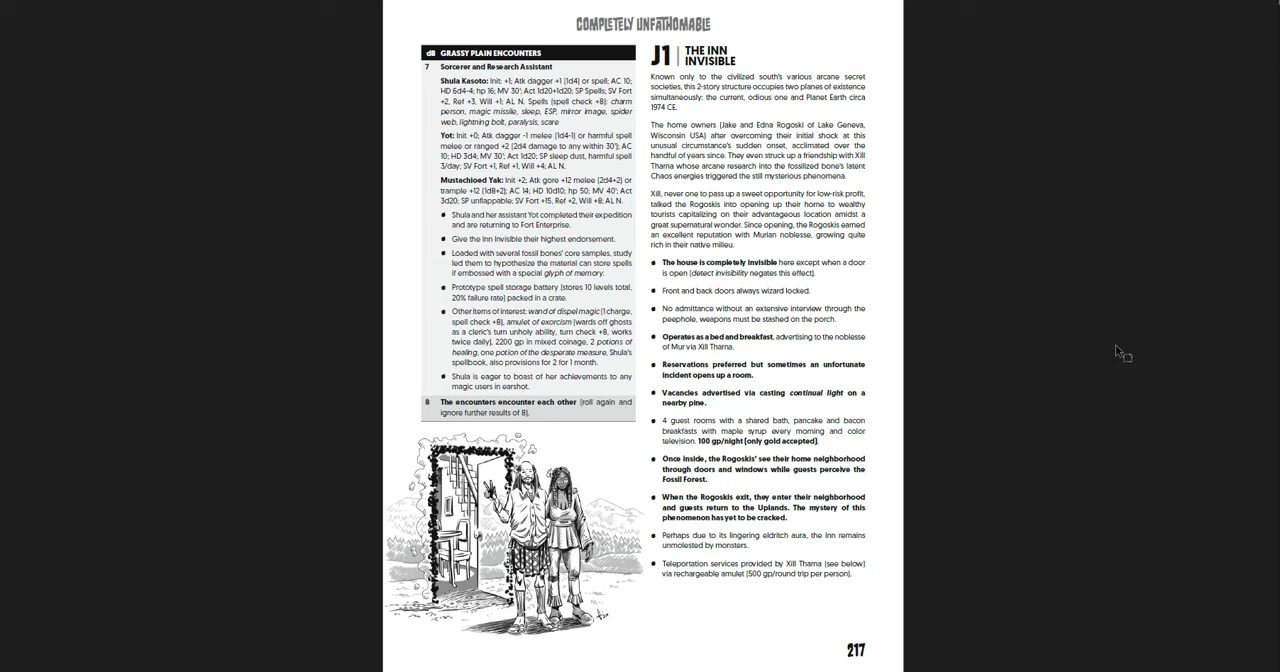 COMPLETELY UNFATHOMABLE
d8 GRASSY PLAIN ENCOUNTERS
7 Sorcerer and Research Assistant
Shula Kasoto: Init: +1; Atk dagger +1 (1d4) or spell; AC 10;
HD 6d4-4; hp 16; MV 30'; Act 1d20+1d20; SP Spells; SV Fort
+2, Ref +3, Will +1; AL N. Spells (spell check +8): charm
person, magic missile, sleep, ESP, mirror image, spider
web, lightning bolt, paralysis, scare
Yot: Init +0; Atk dagger -1 melee (1d4-1) or harmful spell
melee or ranged +2 (2d4 damage to any within 30'); AC
10; HD 3d4; MV 30'; Act 1d20; SP sleep dust, harmful spell
3/day; SV Fort +1, Ref +1, Will +4; AL N.
Mustachioed Yak: Init +2; Atk gore +12 melee (2d4+2) or
trample +12 (1d8+2); AC 14; HD 10d10; hp 50; MV 40'; Act
3d20; SP unflappable; SV Fort +15, Ref +2, Will +8; AL N.
Shula and her assistant Yot completed their expedition
and are returning to Fort Enterprise.
Give the Inn Invisible their highest endorsement.
Loaded with several fossil bones' core samples, study
led them to hypothesize the material can store spells
if embossed with a special glyph of memory.
Prototype spell storage battery (stores 10 levels total,
20% failure rate) packed in a crate.
Other items of interest: wand of dispel magic (1 charge,
spell check +8), amulet of exorcism (wards off ghosts
as a cleric's turn unholy ability, turn check +8, works
twice daily), 2200 gp in mixed coinage, 2 potions of
healing, one potion of the desperate measure, Shula's
spellbook, also provisions for 2 for 1 month.
Shula is eager to boast of her achievements to any
magic users in earshot.
8 The encounters encounter each other (roll again and
ignore further results of 8).
J1 THE INN
INVISIBLE
Known only to the civilized south's various arcane secret
societies, this 2-story structure occupies two planes of existence
simultaneously: the current, odious one and Planet Earth circa
1974 CE.
The home owners (Jake and Edna Rogoski of Lake Geneva,
Wisconsin USA) after overcoming their initial shock at this
unusual circumstance's sudden onset, acclimated over the
handful of years since. They even struck up a friendship with Xill
Tharna whose arcane research into the fossilized bone's latent
Chaos energies triggered the still mysterious phenomena.
Xill, never one to pass up a sweet opportunity for low-risk profit,
talked the Rogoskis into opening up their home to wealthy
tourists capitalizing on their advantageous location amidst a
great supernatural wonder. Since opening, the Rogoskis earned
an excellent reputation with Murian noblesse, growing quite
rich in their native milieu.
The house is completely invisible here except when a door
is open (detect invisibility negates this effect).
Front and back doors always wizard locked.
No admittance without an extensive interview through the
peephole, weapons must be stashed on the porch.
Operates as a bed and breakfast, advertising to the noblesse
of Mur via Xill Tharna.
Reservations preferred but sometimes an unfortunate
incident opens up a room.
Vacancies advertised via casting continual light on a
nearby pine.
4 guest rooms with a shared bath, pancake and bacon
breakfasts with maple syrup every morning and color
television. 100 gp/night (only gold accepted).
Once inside, the Rogoskis' see their home neighborhood
through doors and windows while guests perceive the
Fossil Forest.
When the Rogoskis exit, they enter their neighborhood
and guests return to the Uplands. The mystery of this
phenomenon has yet to be cracked.
Perhaps due to its lingering eldritch aura, the Inn remains
unmolested by monsters.
Teleportation services provided by Xill Tharna (see below)
via rechargeable amulet (500 gp/round trip per person).
217